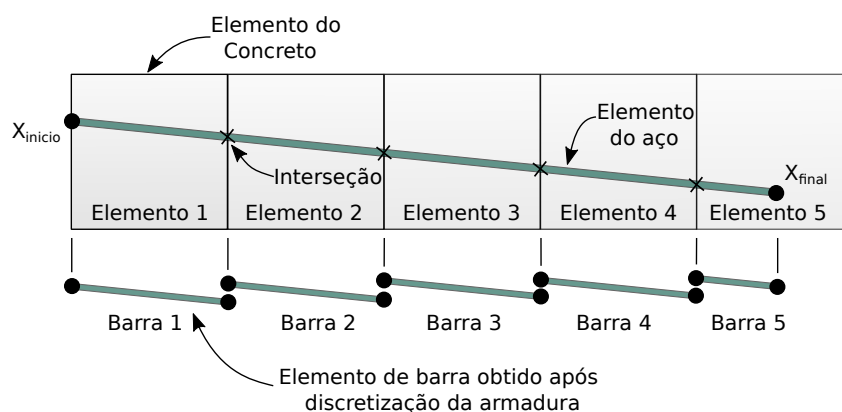 Elemento do
Concreto
X_inicio
Elemento
do aço
Interseção
X_final
Elemento 1
Elemento 2
Elemento 3
Elemento 4
Elemento 5
Barra 1
Barra 2
Barra 3
Barra 4
Barra 5
Elemento de barra obtido após
discretização da armadura